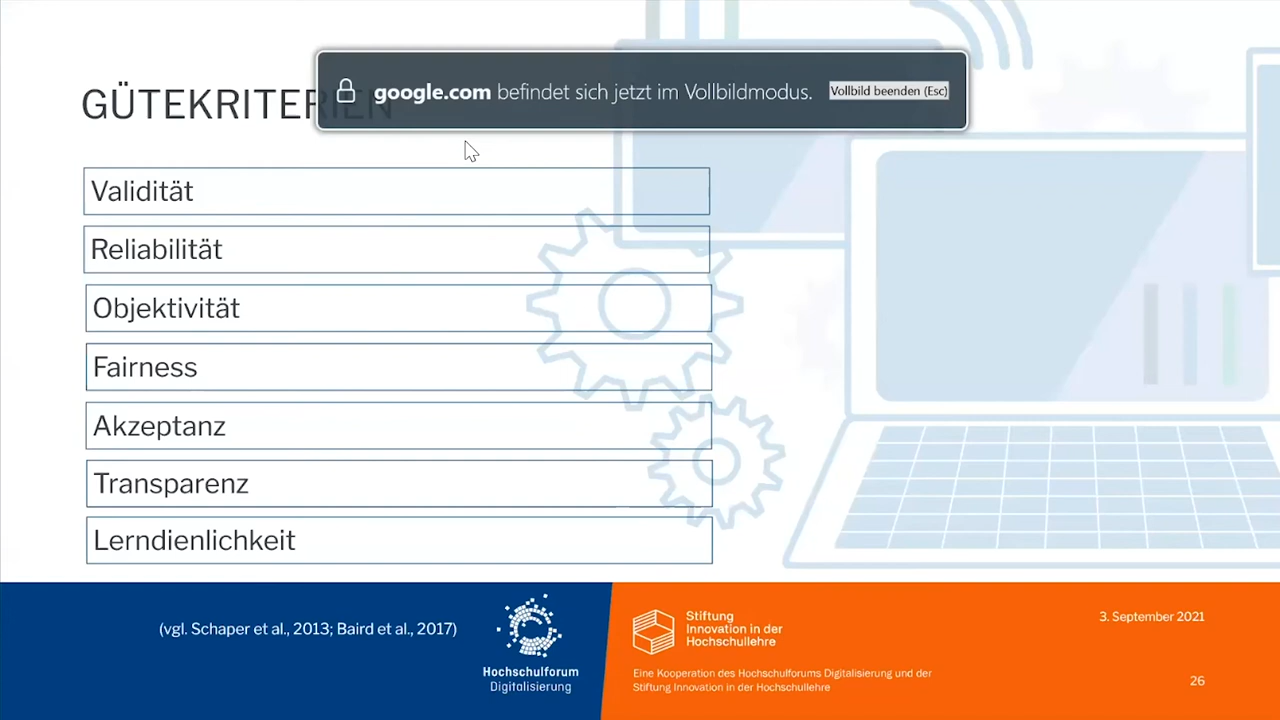 GÜTEKRITERIEN
google.com befindet sich jetzt im Vollbildmodus. Vollbild beenden (Esc)
Validität
Reliabilität
Objektivität
Fairness
Akzeptanz
Transparenz
Lerndienlichkeit
(vgl. Schaper et al., 2013; Baird et al., 2017)
Hochschulforum
Digitalisierung
Stiftung
Innovation in der
Hochschullehre
Eine Kooperation des Hochschulforums Digitalisierung und der
Stiftung Innovation in der Hochschullehre
3. September 2021
26